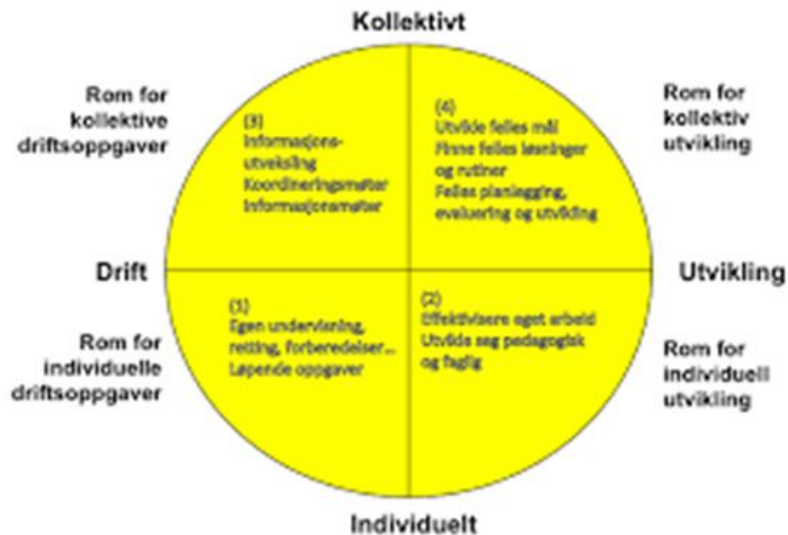 Kollektivt
Rom for
kollektive
driftsoppgaver
(3)
Informasjons-
utveksling
Koordineringsmøter
Informasjonsmøter
(4)
Utvikle felles mål
Finne felles løsninger
og rutiner
Felles planlegging,
evaluering og utvikling
Rom for
kollektiv
utvikling
Drift
Utvikling
Rom for
individuelle
driftsoppgaver
(1)
Egen undervisning,
retting, forberedelser...
Løpende oppgaver
(2)
Effektivisere eget arbeid
Utvikle seg pedagogisk
og faglig
Rom for
individuell
utvikling
Individuelt